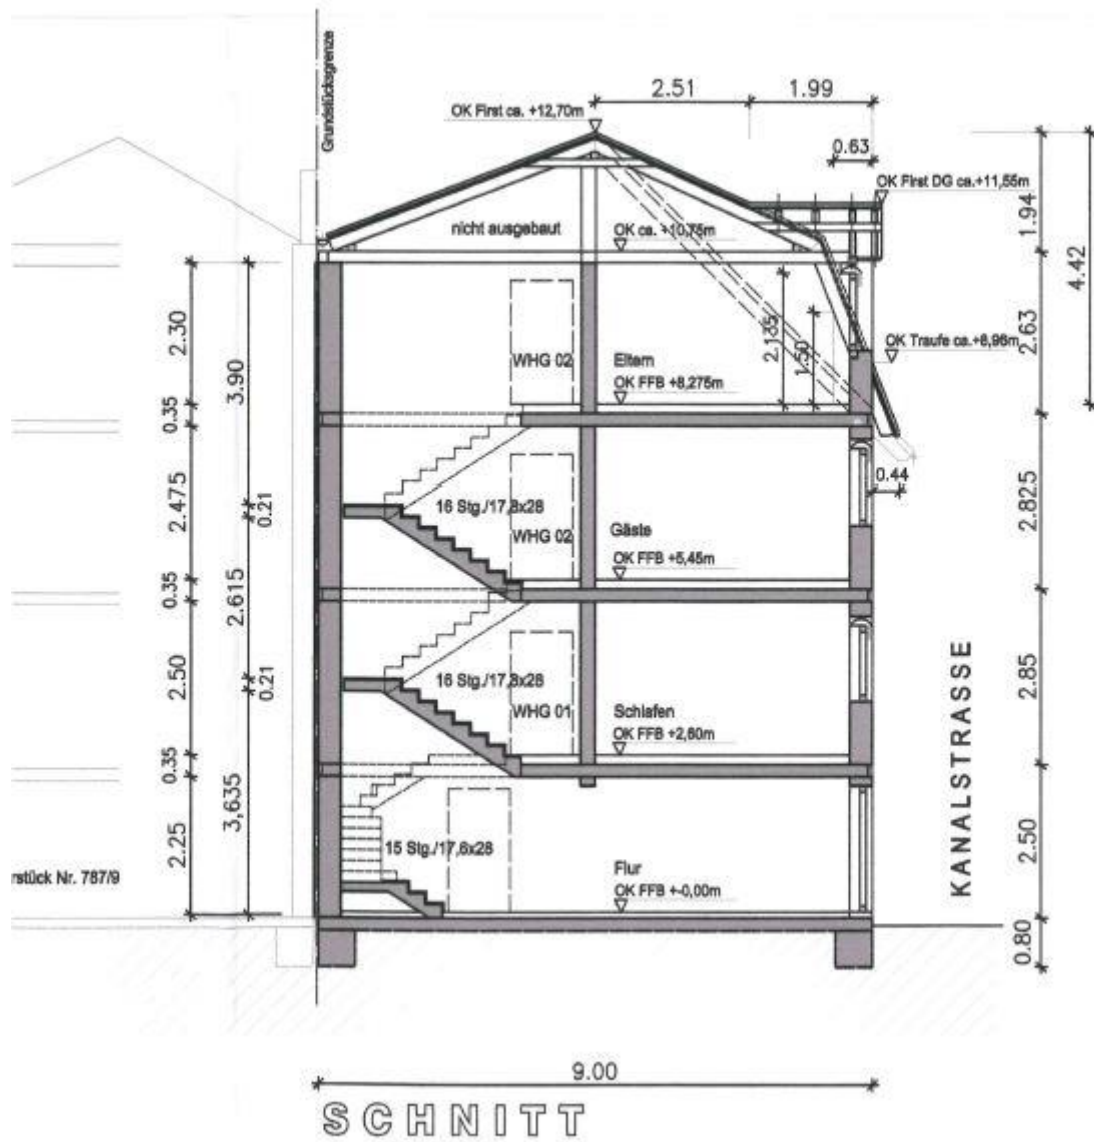 Grundstücksgrenze
2.51
1.99
OK First ca. +12,70m
0.63
OK First DG ca.+11,55m
nicht ausgebaut
OK ca. +10,75m
1.94
4.42
2.30
3.90
2.135
1.50
2.63
OK Traufe ca.+8,96m
WHG 02
Eltern
OK FFB +8,275m
0.35
0.44
2.475
0.21
16 Stg./17,8x28
WHG 02
Gäste
OK FFB +5,45m
2.825
0.35
2.615
2.50
0.21
16 Stg./17,8x28
WHG 01
Schlafen
OK FFB +2,60m
2.85
KANALSTRASSE
0.35
3,635
2.25
15 Stg./17,6x28
Flur
OK FFB +-0,00m
2.50
rstück Nr. 787/9
0.80
9.00
SCHNITT